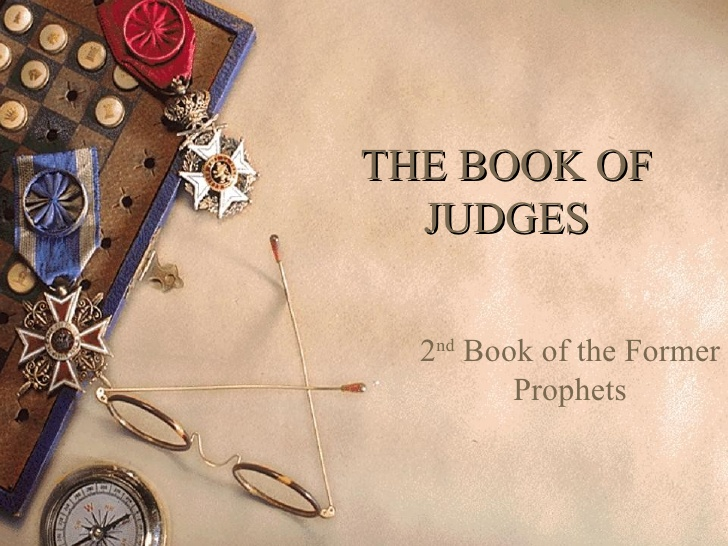 THE BOOK OF
JUDGES
2nd Book of the Former
Prophets